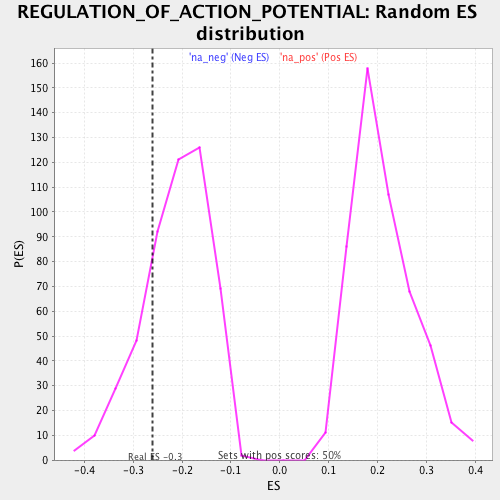 REGULATION_OF_ACTION_POTENTIAL: Random ES
distribution
'na_neg' (Neg ES) 'na_pos' (Pos ES)
160
150
140
130
120
110
100
90
80
70
60
50
40
30
20
10
0
P(ES)
Real ES -0.3
Sets with pos scores: 50%
-0.4 -0.3 -0.2 -0.1 0.0 0.1 0.2 0.3 0.4
ES